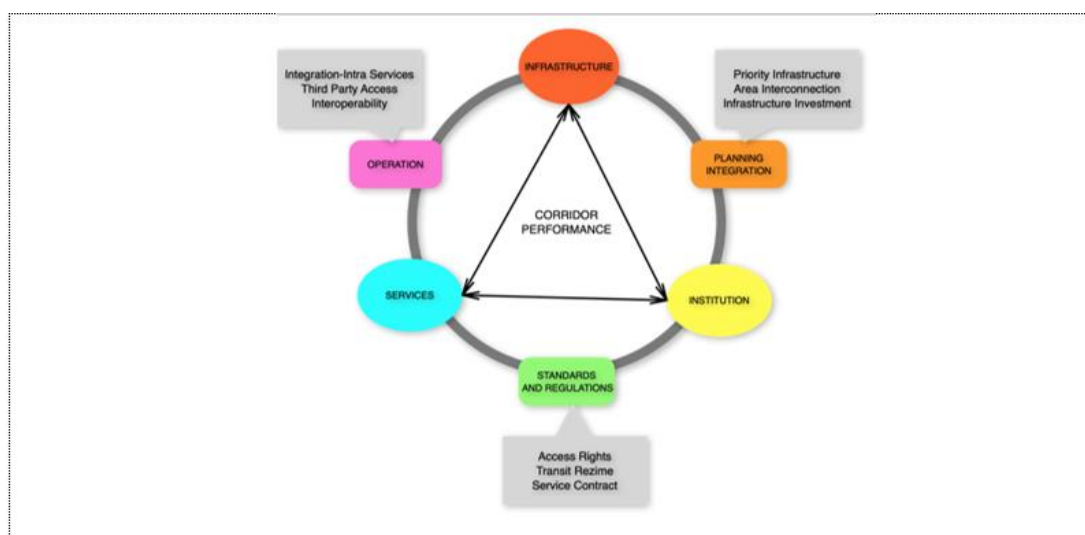 INFRASTRUCTURE
Integration-Intra Services
Third Party Access
Interoperability
Priority Infrastructure
Area Interconnection
Infrastructure Investment
OPERATION
PLANNING
INTEGRATION
CORRIDOR
PERFORMANCE
SERVICES
INSTITUTION
STANDARDS
AND REGULATIONS
Access Rights
Transit Rezime
Service Contract